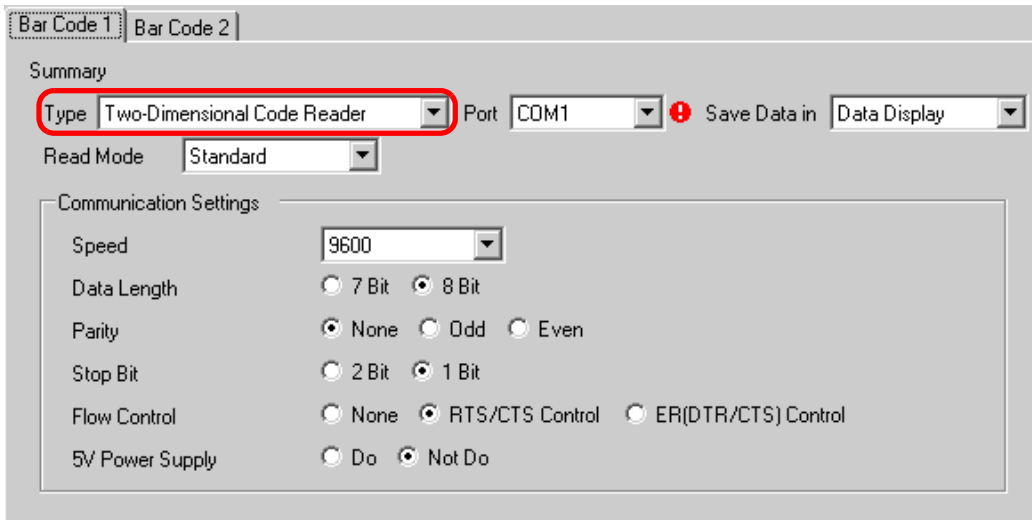 Bar Code 1 Bar Code 2
Summary
Type Two-Dimensional Code Reader Port COM1 Save Data in Data Display
Read Mode Standard
Communication Settings
Speed 9600
Data Length 7 Bit 8 Bit
Parity None Odd Even
Stop Bit 2 Bit 1 Bit
Flow Control None RTS/CTS Control ER(DTR/CTS) Control
5V Power Supply Do Not Do